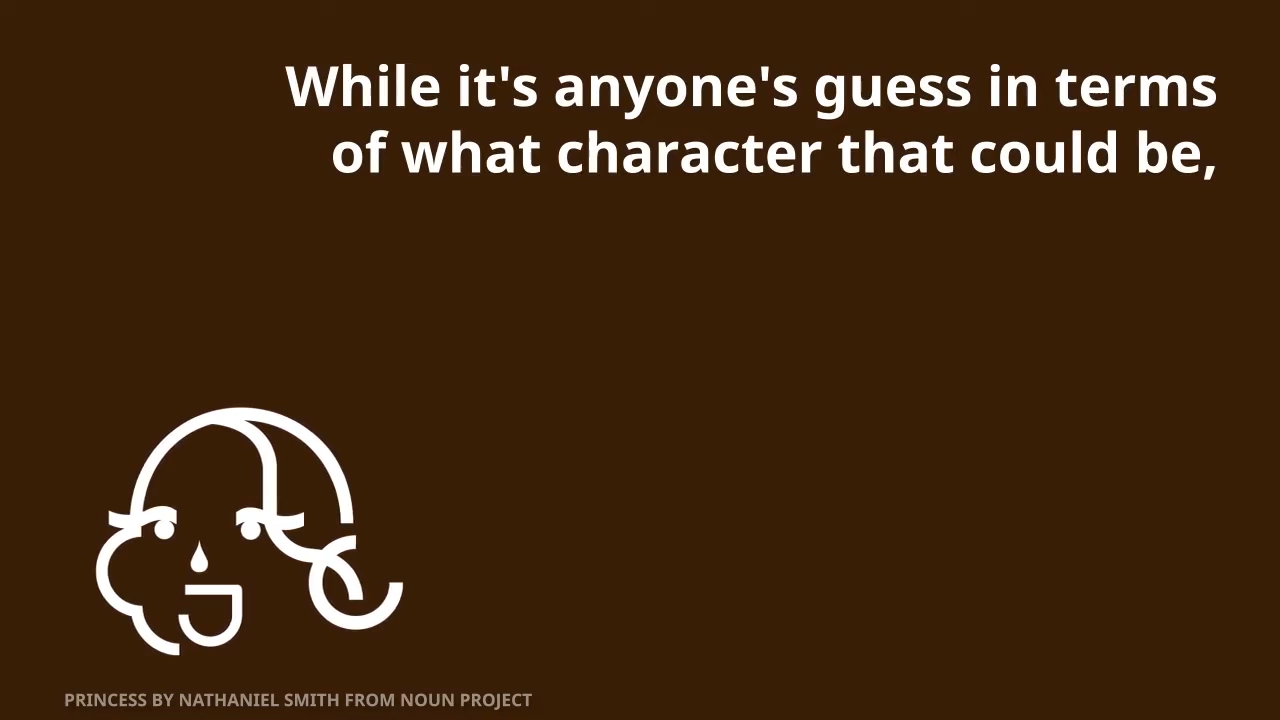 While it's anyone's guess in terms
of what character that could be,
PRINCESS BY NATHANIEL SMITH FROM NOUN PROJECT